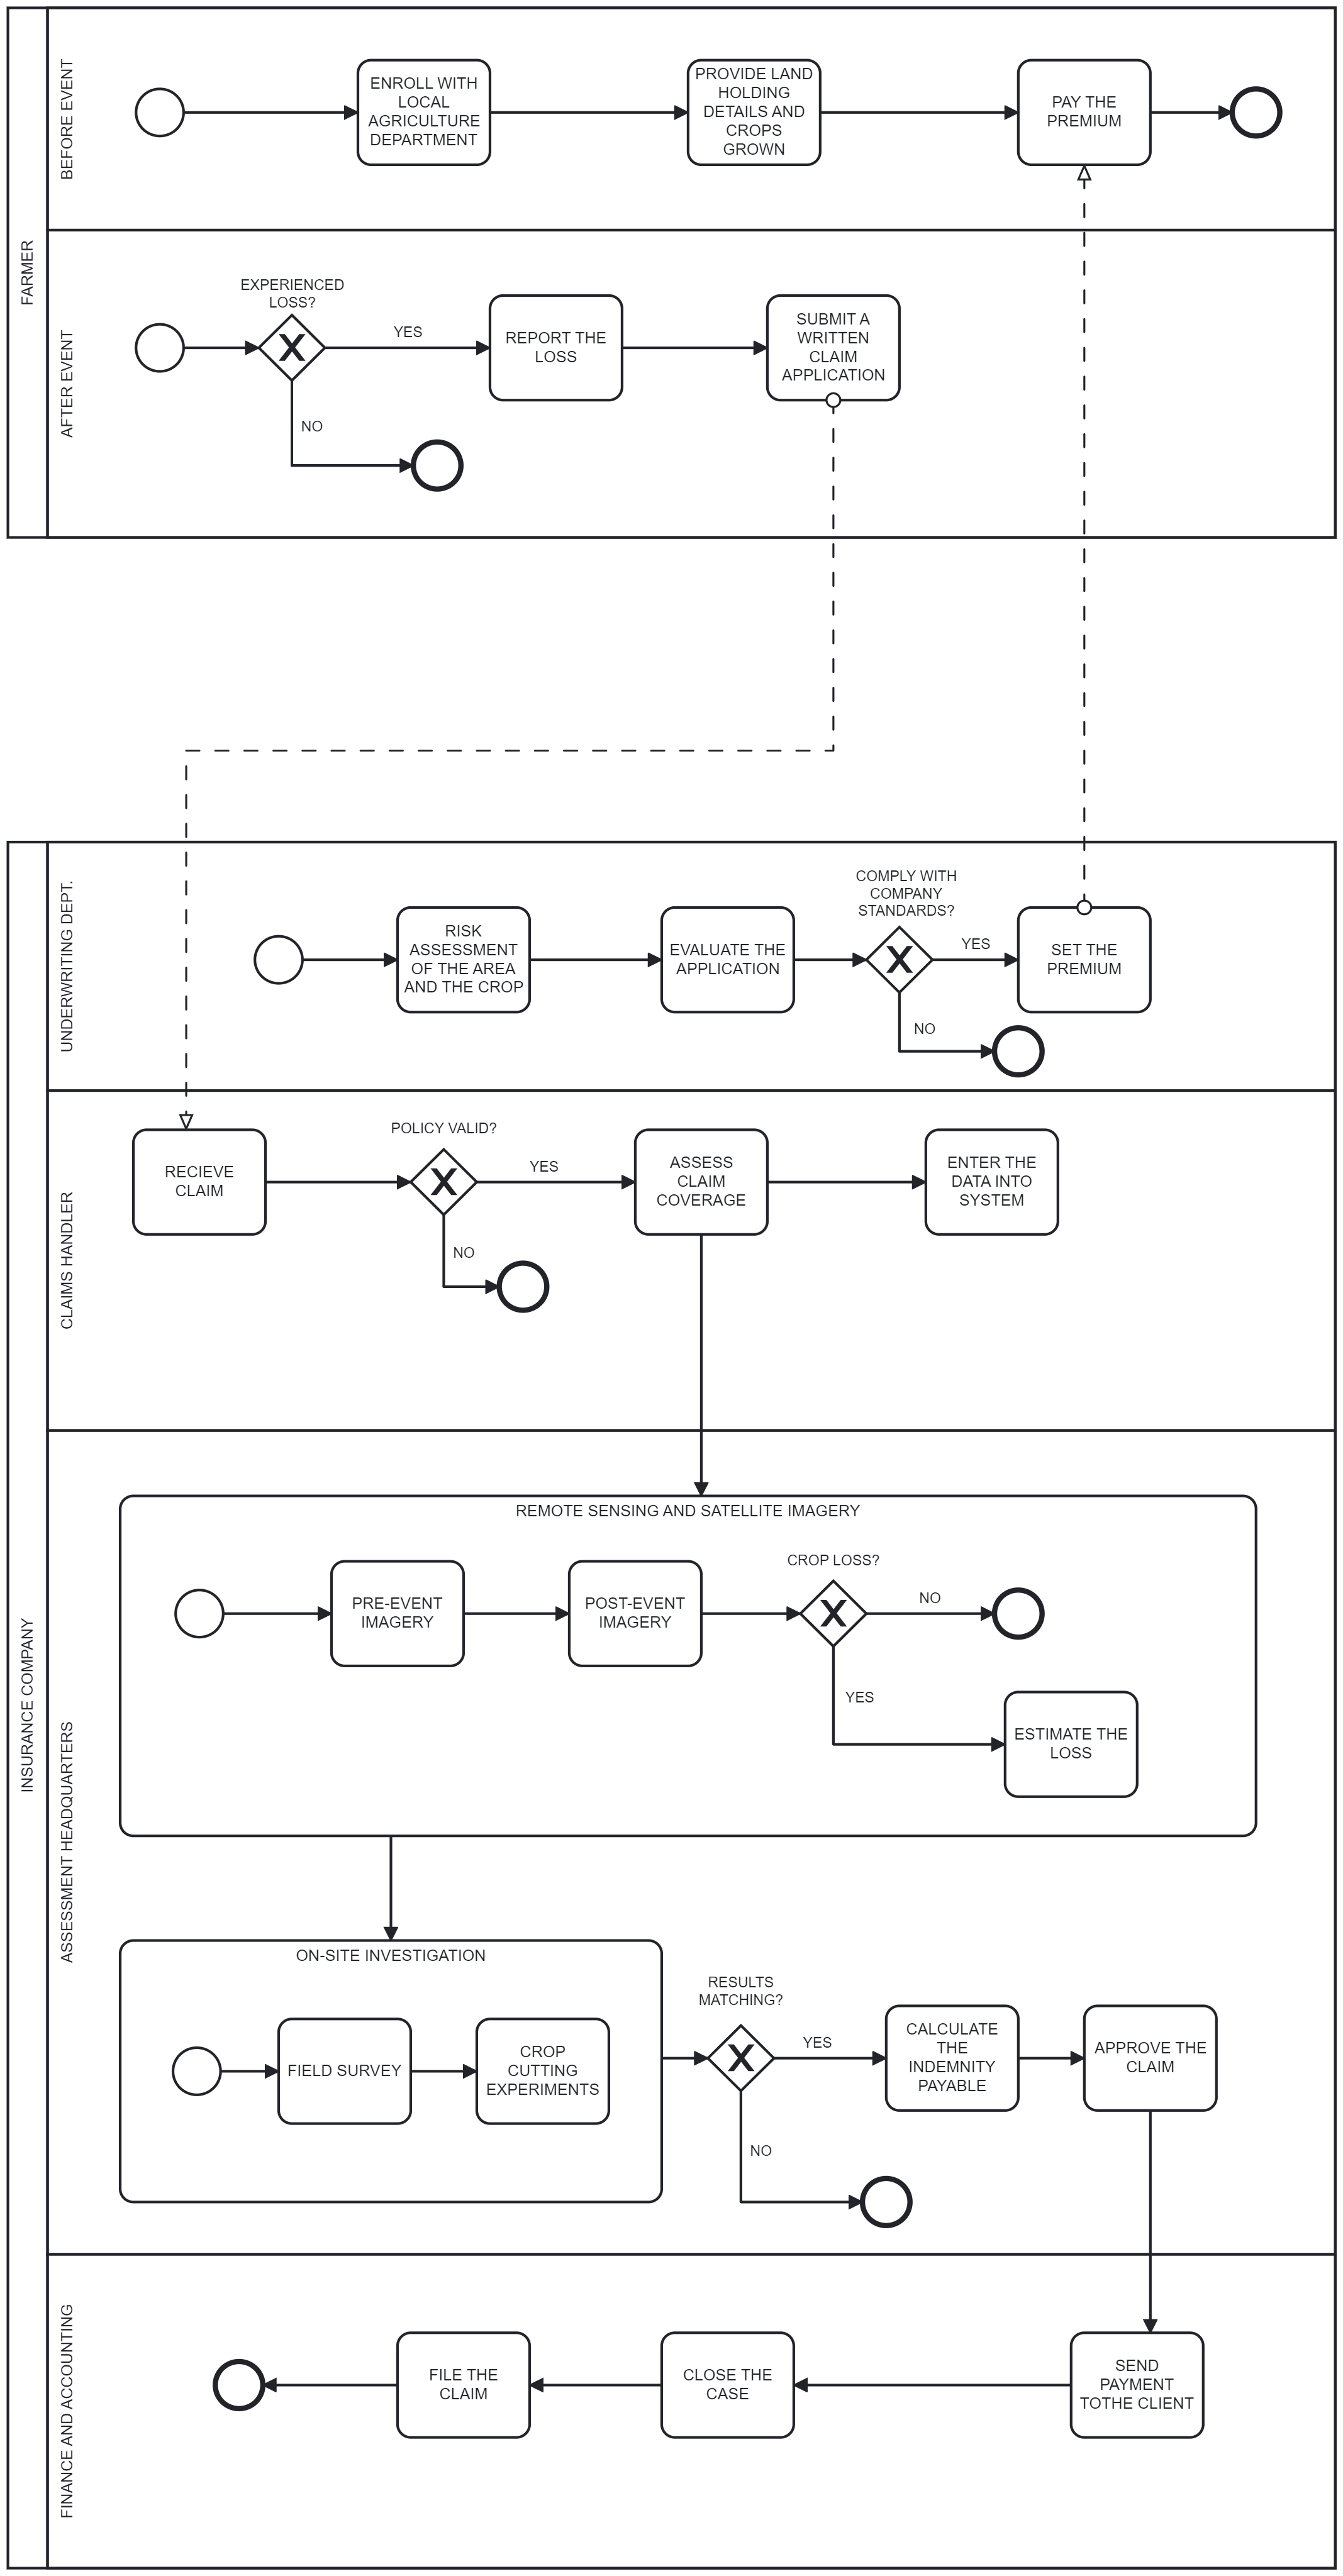 FARMER
BEFORE EVENT
ENROLL WITH
LOCAL
AGRICULTURE
DEPARTMENT
PROVIDE LAND
HOLDING
DETAILS AND
CROPS
GROWN
PAY THE
PREMIUM
AFTER EVENT
EXPERIENCED
LOSS?
YES
NO
REPORT THE
LOSS
SUBMIT A
WRITTEN
CLAIM
APPLICATION
INSURANCE COMPANY
UNDERWRITING DEPT.
RISK
ASSESSMENT
OF THE AREA
AND THE CROP
EVALUATE THE
APPLICATION
COMPLY WITH
COMPANY
STANDARDS?
YES
NO
SET THE
PREMIUM
CLAIMS HANDLER
RECIEVE
CLAIM
POLICY VALID?
YES
NO
ASSESS
CLAIM
COVERAGE
ENTER THE
DATA INTO
SYSTEM
ASSESSMENT HEADQUARTERS
REMOTE SENSING AND SATELLITE IMAGERY
PRE-EVENT
IMAGERY
POST-EVENT
IMAGERY
CROP LOSS?
NO
YES
ESTIMATE THE
LOSS
ON-SITE INVESTIGATION
FIELD SURVEY
CROP
CUTTING
EXPERIMENTS
RESULTS
MATCHING?
YES
NO
CALCULATE
THE
INDEMNITY
PAYABLE
APPROVE THE
CLAIM
FINANCE AND ACCOUNTING
FILE THE
CLAIM
CLOSE THE
CASE
SEND
PAYMENT
TOTHE CLIENT